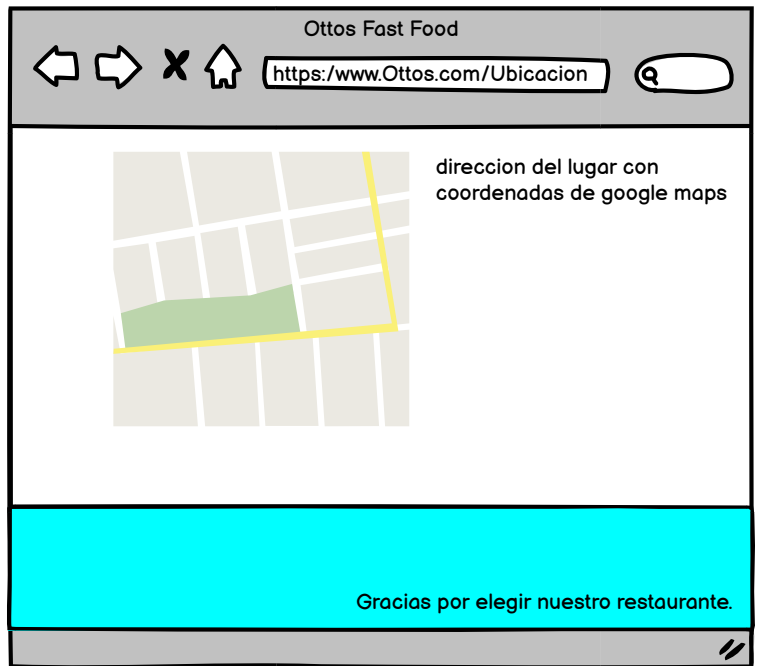 Ottos Fast Food
https:/www.Ottos.com/Ubicacion
direccion del lugar con
coordenadas de google maps
Gracias por elegir nuestro restaurante.